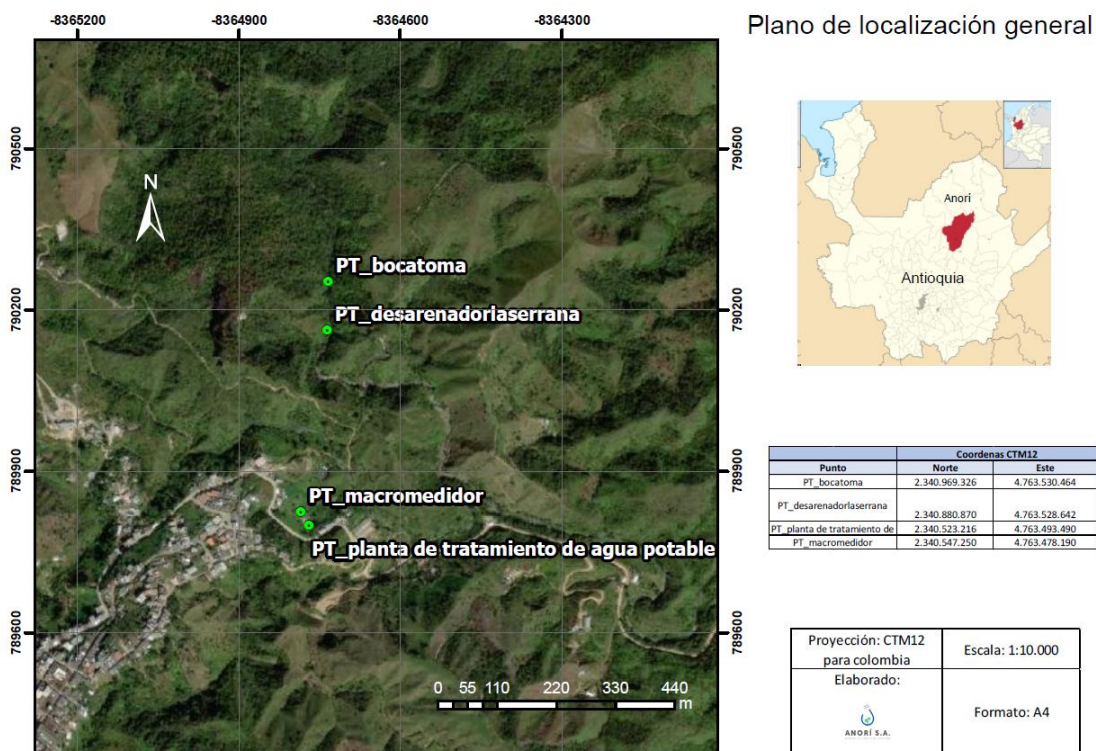 Plano de localización general
-8365200
-8364900
-8364600
-8364300
790500
790200
789900
789600
790500
790200
789900
789600
N
PT_bocatoma
PT_desarenadorlaserrana
PT_macromedidor
PT_planta de tratamiento de agua potable
0 55 110 220 330 440
m
Anorí
Antioquia
Coordenas CTM12
Punto Norte Este
PT_bocatoma 2.340.969.326 4.763.530.464
PT_desarenadorlaserrana 2.340.880.870 4.763.528.642
PT_planta de tratamiento de 2.340.523.216 4.763.493.490
PT_macromedidor 2.340.547.250 4.763.478.190
Proyección: CTM12
para colombia
Escala: 1:10.000
Elaborado:
ANORÍ S.A.
Formato: A4